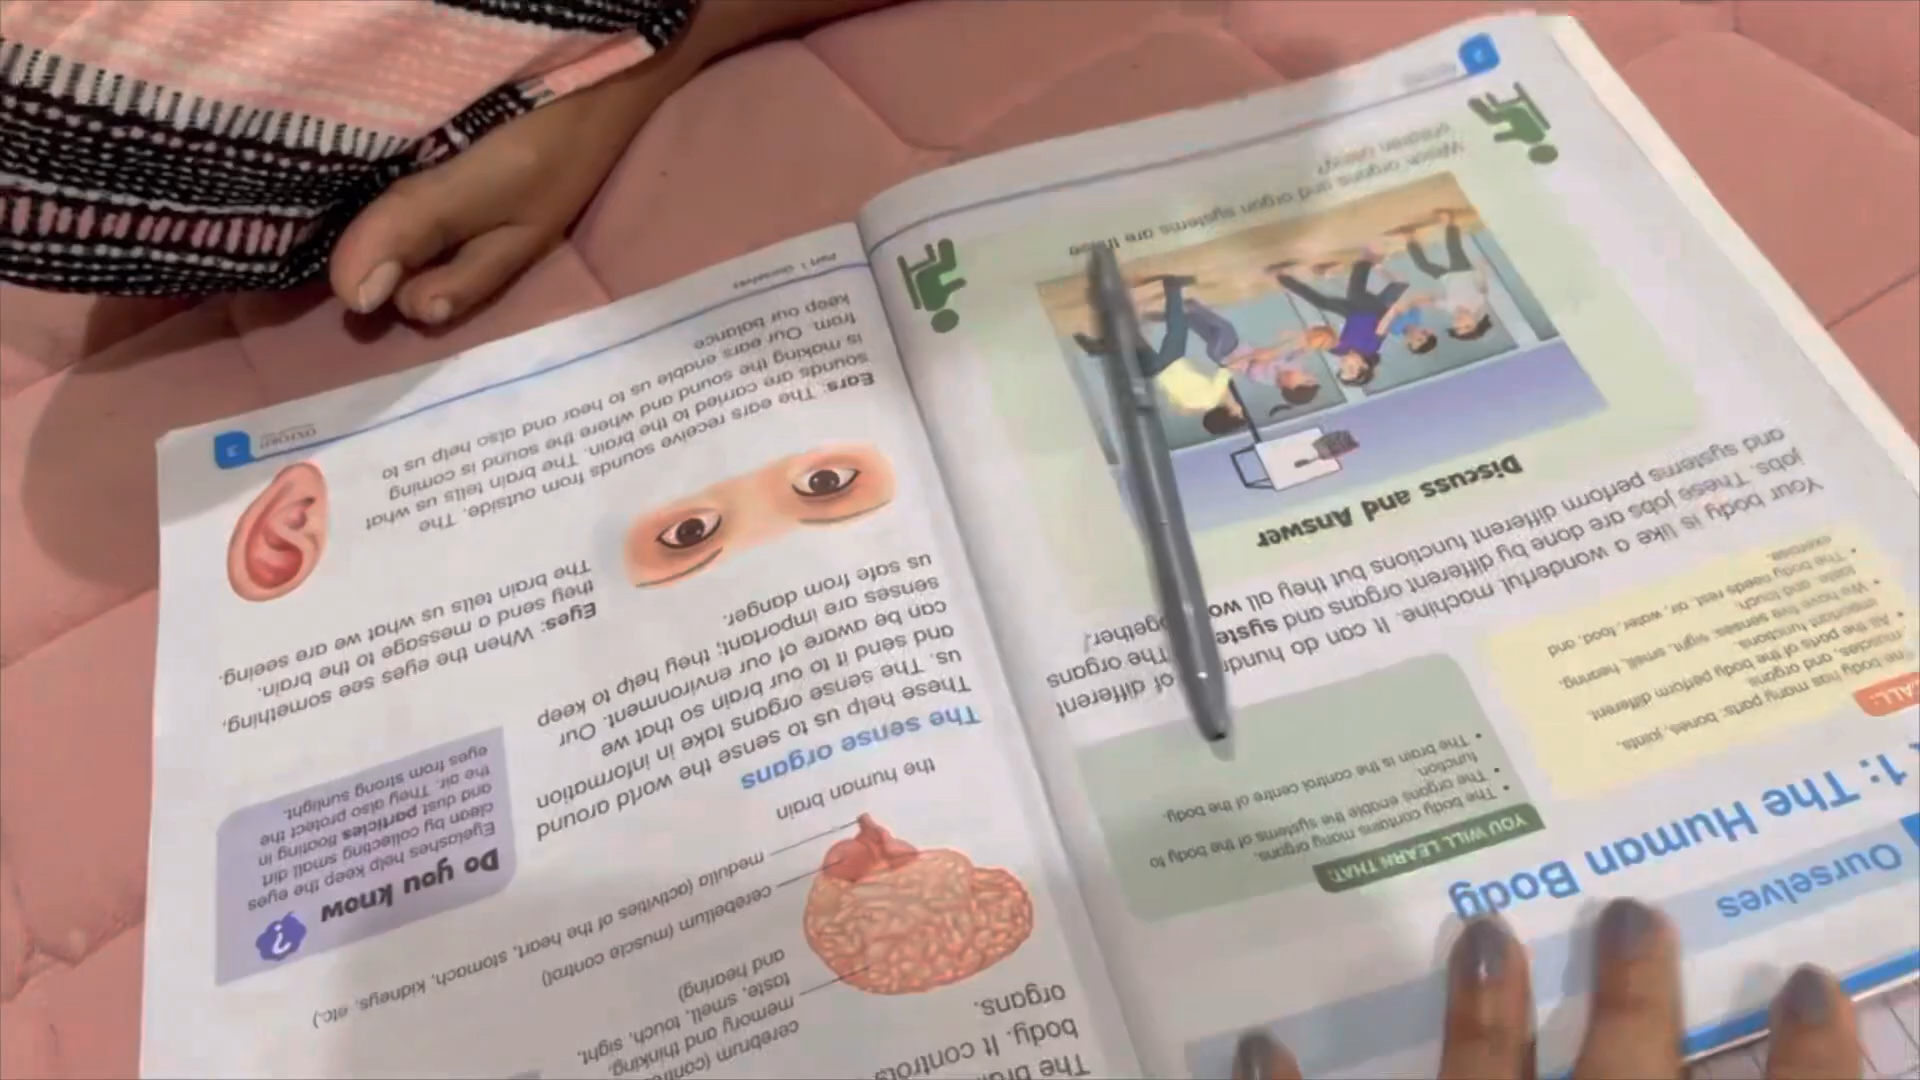 Ourselves
1: The Human Body
The body has many parts: bones, joints,
muscles, and organs.
All the parts of the body perform different
important functions.
We have five senses: sight, smell, hearing,
taste and touch.
The body needs rest, air, water, food, and
exercise.
YOU WILL LEARN THAT:
• The body contains many organs.
• The organs enable the systems of the body to
function.
• The brain is the control centre of the body.
Your body is like a wonderful machine. It can do of different
jobs. These jobs are done by different organs and The organs
and systems perform different functions but they all together.
Discuss and Answer
Which organs and organ systems are these
2
The
body. It controls
organs.
cerebrum
memory and thinking,
taste, smell, touch, sight,
and hearing)
cerebellum (muscle control)
medulla (activities of the heart, stomach, kidneys, etc.)
the human brain
Do you know
?
Eyelashes help keep the eyes
clean by collecting small dirt
and dust particles floating in
the air. They also protect the
eyes from strong sunlight.
The sense organs
These help us to sense the world around
us. The sense organs take in information
and send it to our brain so that we
can be aware of our environment. Our
senses are important; they help to keep
us safe from danger.
Eyes: When the eyes see something,
they send a message to the brain.
The brain tells us what we are seeing.
Ears: The ears receive sounds from outside. The
sounds are carried to the brain. The brain tells us what
is making the sound and where the sound is coming
from. Our ears enable us to hear and also help us to
keep our balance
Part 1 Ourselves
OXFORD
3